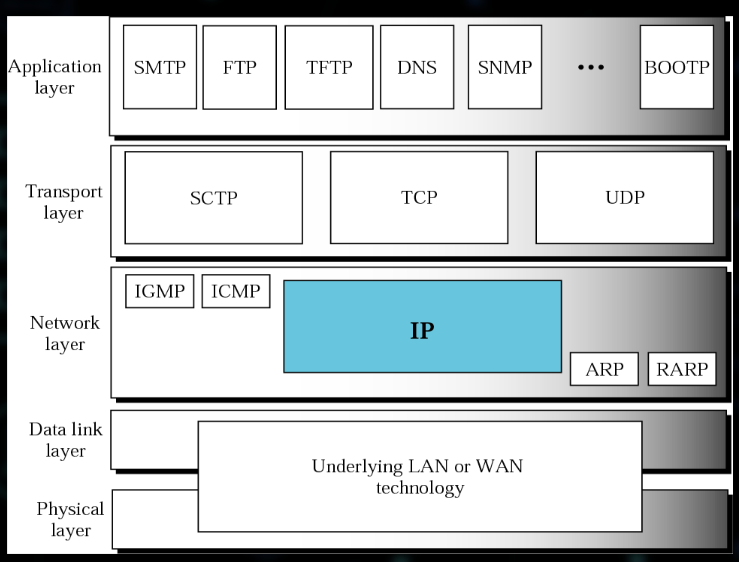 Application
layer
SMTP
FTP
TFTP
DNS
SNMP
...
BOOTP
Transport
layer
SCTP
TCP
UDP
Network
layer
IGMP
ICMP
IP
ARP
RARP
Data link
layer
Underlying LAN or WAN
technology
Physical
layer